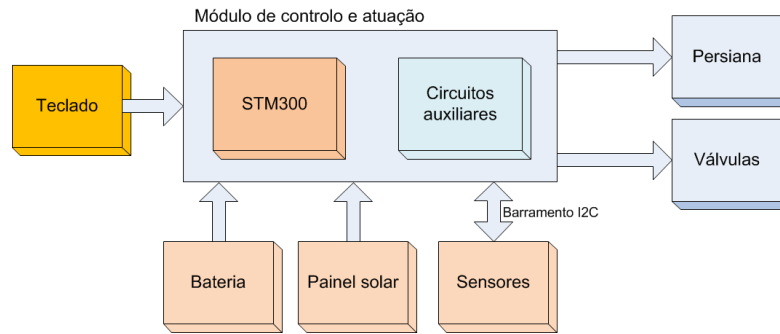 Módulo de controlo e atuação
Teclado
STM300
Circuitos
auxiliares
Persiana
Válvulas
Barramento I2C
Bateria
Painel solar
Sensores